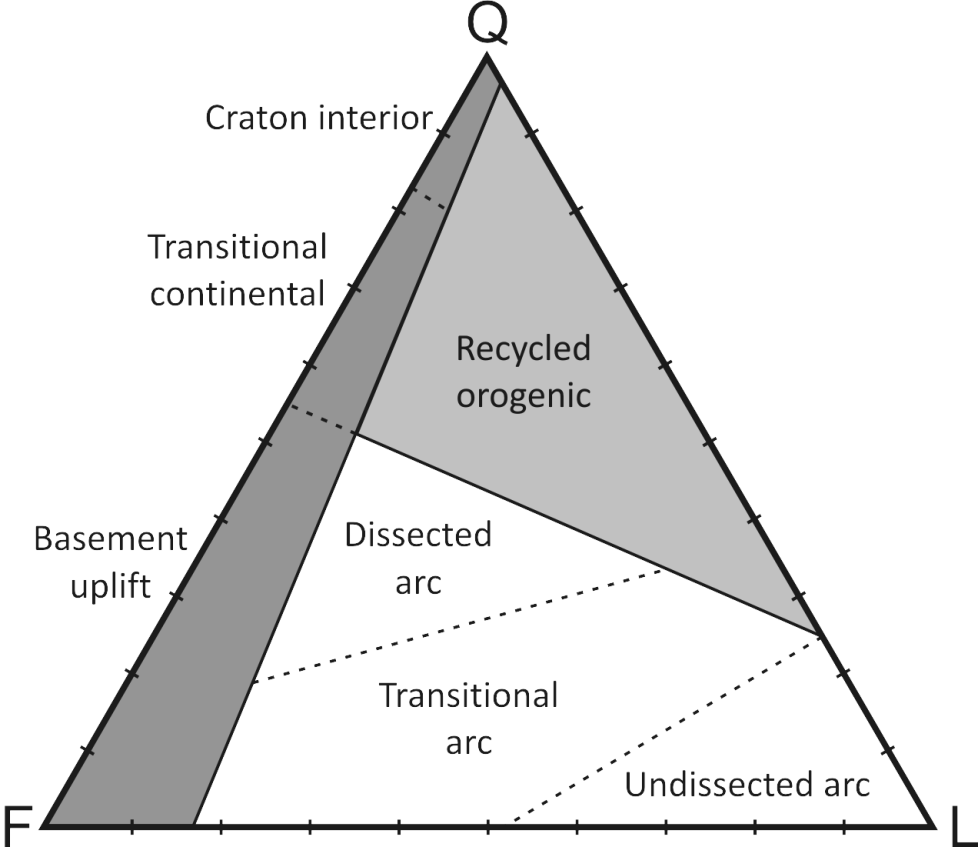 Q
Craton interior
Transitional
continental
Recycled
orogenic
Basement
uplift
Dissected
arc
Transitional
arc
Undissected arc
F
L